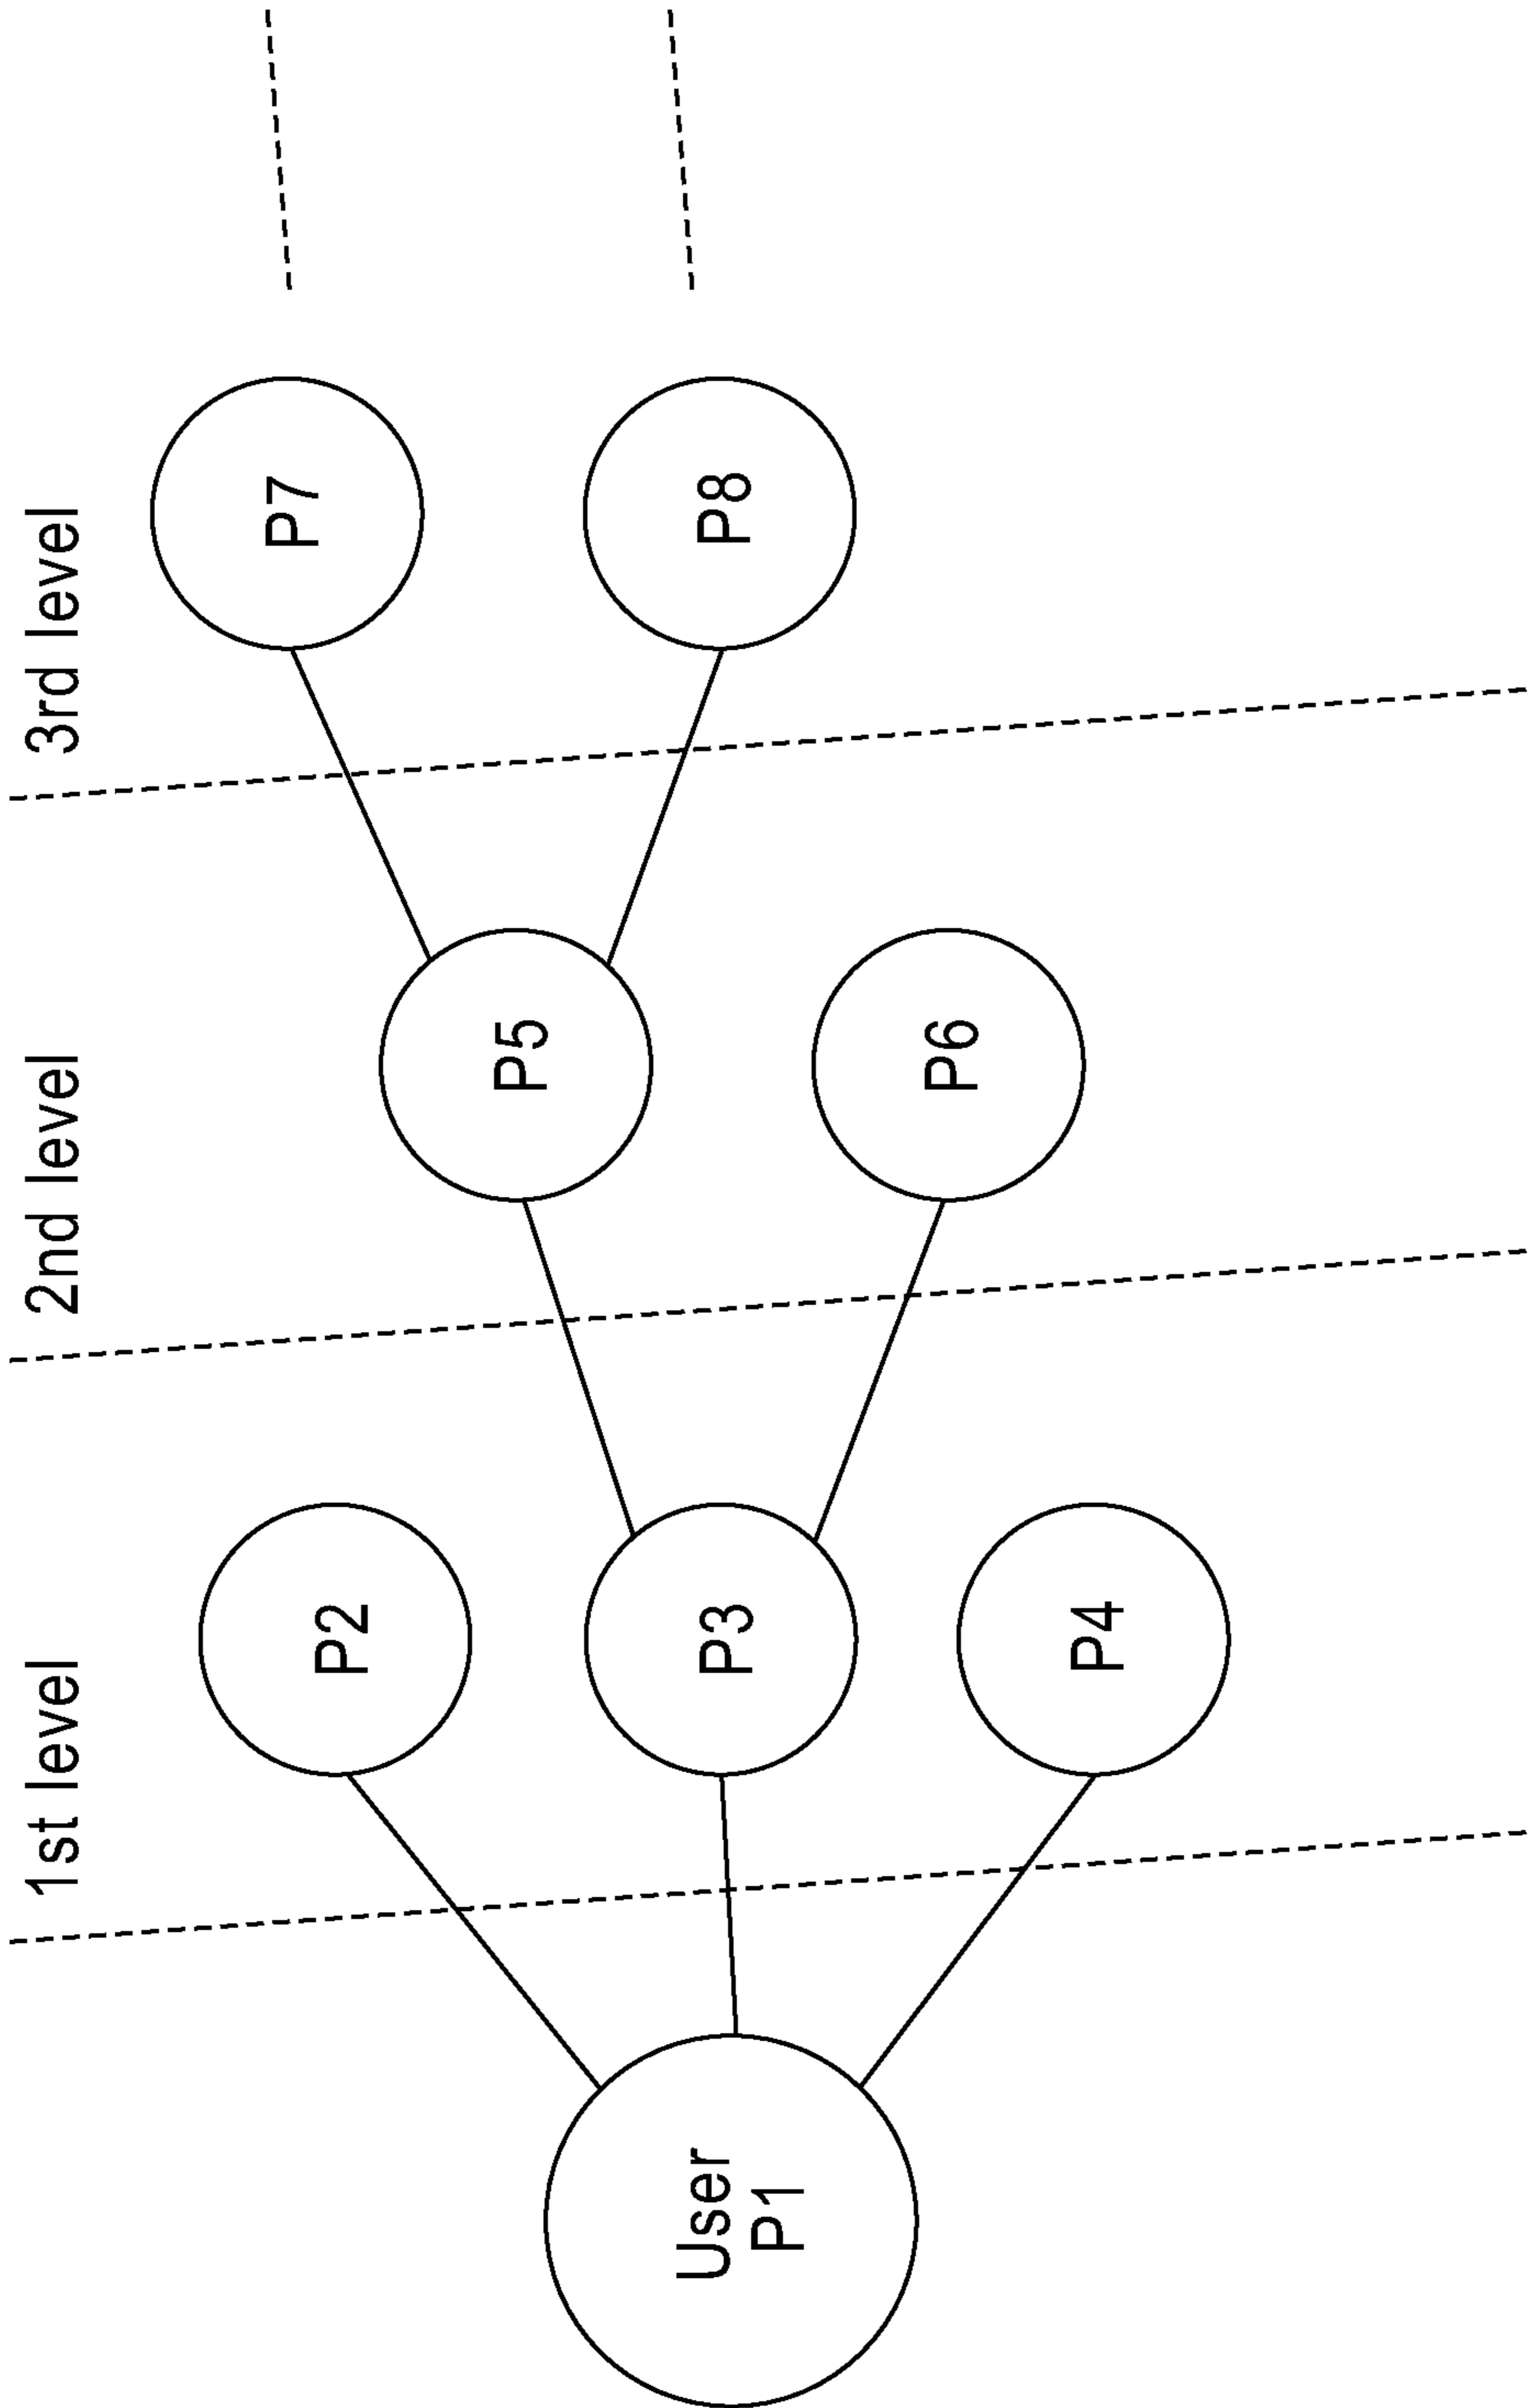 1st level
2nd level
3rd level
User
P1
P2
P3
P4
P5
P6
P7
P8